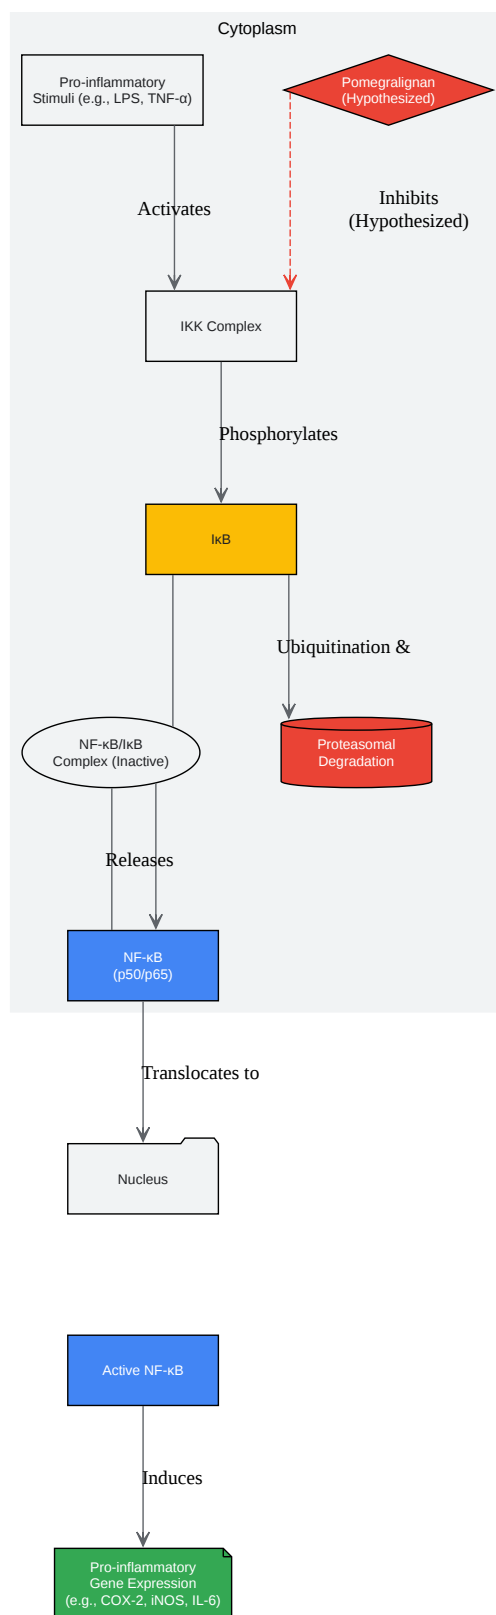 Cytoplasm
Pro-inflammatory
Stimuli (e.g., LPS, TNF-α)
Pomegralignan
(Hypothesized)
Activates
Inhibits
(Hypothesized)
IKK Complex
Phosphorylates
IκB
Ubiquitination &
NF-κB/IκB
Complex (Inactive)
Proteasomal
Degradation
Releases
NF-κB
(p50/p65)
Translocates to
Nucleus
Active NF-κB
Induces
Pro-inflammatory
Gene Expression
(e.g., COX-2, iNOS, IL-6)